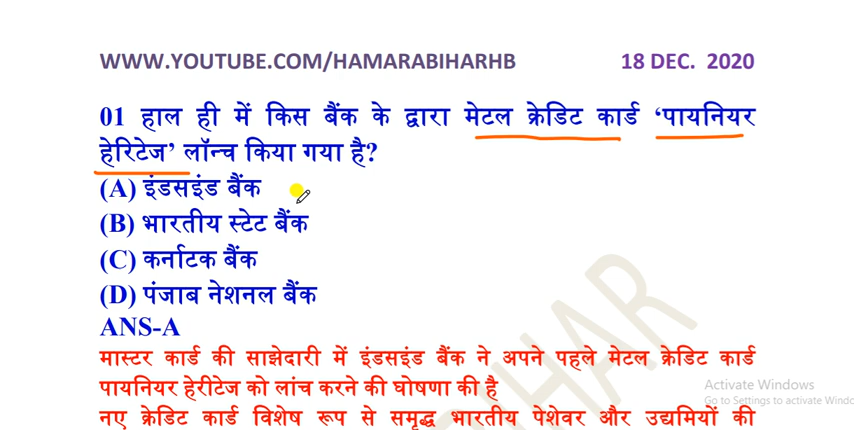 WWW.YOUTUBE.COM/HAMARABIHARHB 18 DEC. 2020
01 हाल ही में किस बैंक के द्वारा मेटल क्रेडिट कार्ड ‘पायनियर
हेरिटेज’ लॉन्च किया गया है?
(A) इंडसइंड बैंक
(B) भारतीय स्टेट बैंक
(C) कर्नाटक बैंक
(D) पंजाब नेशनल बैंक
ANS-A
मास्टर कार्ड की साझेदारी में इंडसइंड बैंक ने अपने पहले मेटल क्रेडिट कार्ड
पायनियर हेरीटेज को लांच करने की घोषणा की है
नए क्रेडिट कार्ड विशेष रूप से समृद्ध भारतीय पेशेवर और उद्यमियों की
BIHAR
Activate Windows
Go to Settings to activate Windo